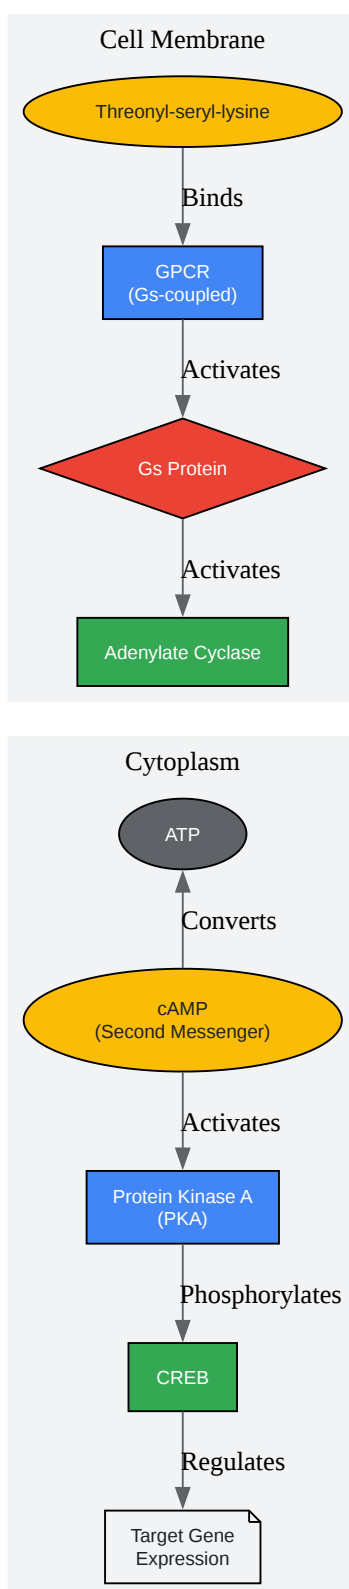 Cell Membrane
Threonyl-seryl-lysine
Binds
GPCR
(Gs-coupled)
Activates
Gs Protein
Activates
Adenylate Cyclase
Cytoplasm
ATP
Converts
cAMP
(Second Messenger)
Activates
Protein Kinase A
(PKA)
Phosphorylates
CREB
Regulates
Target Gene
Expression